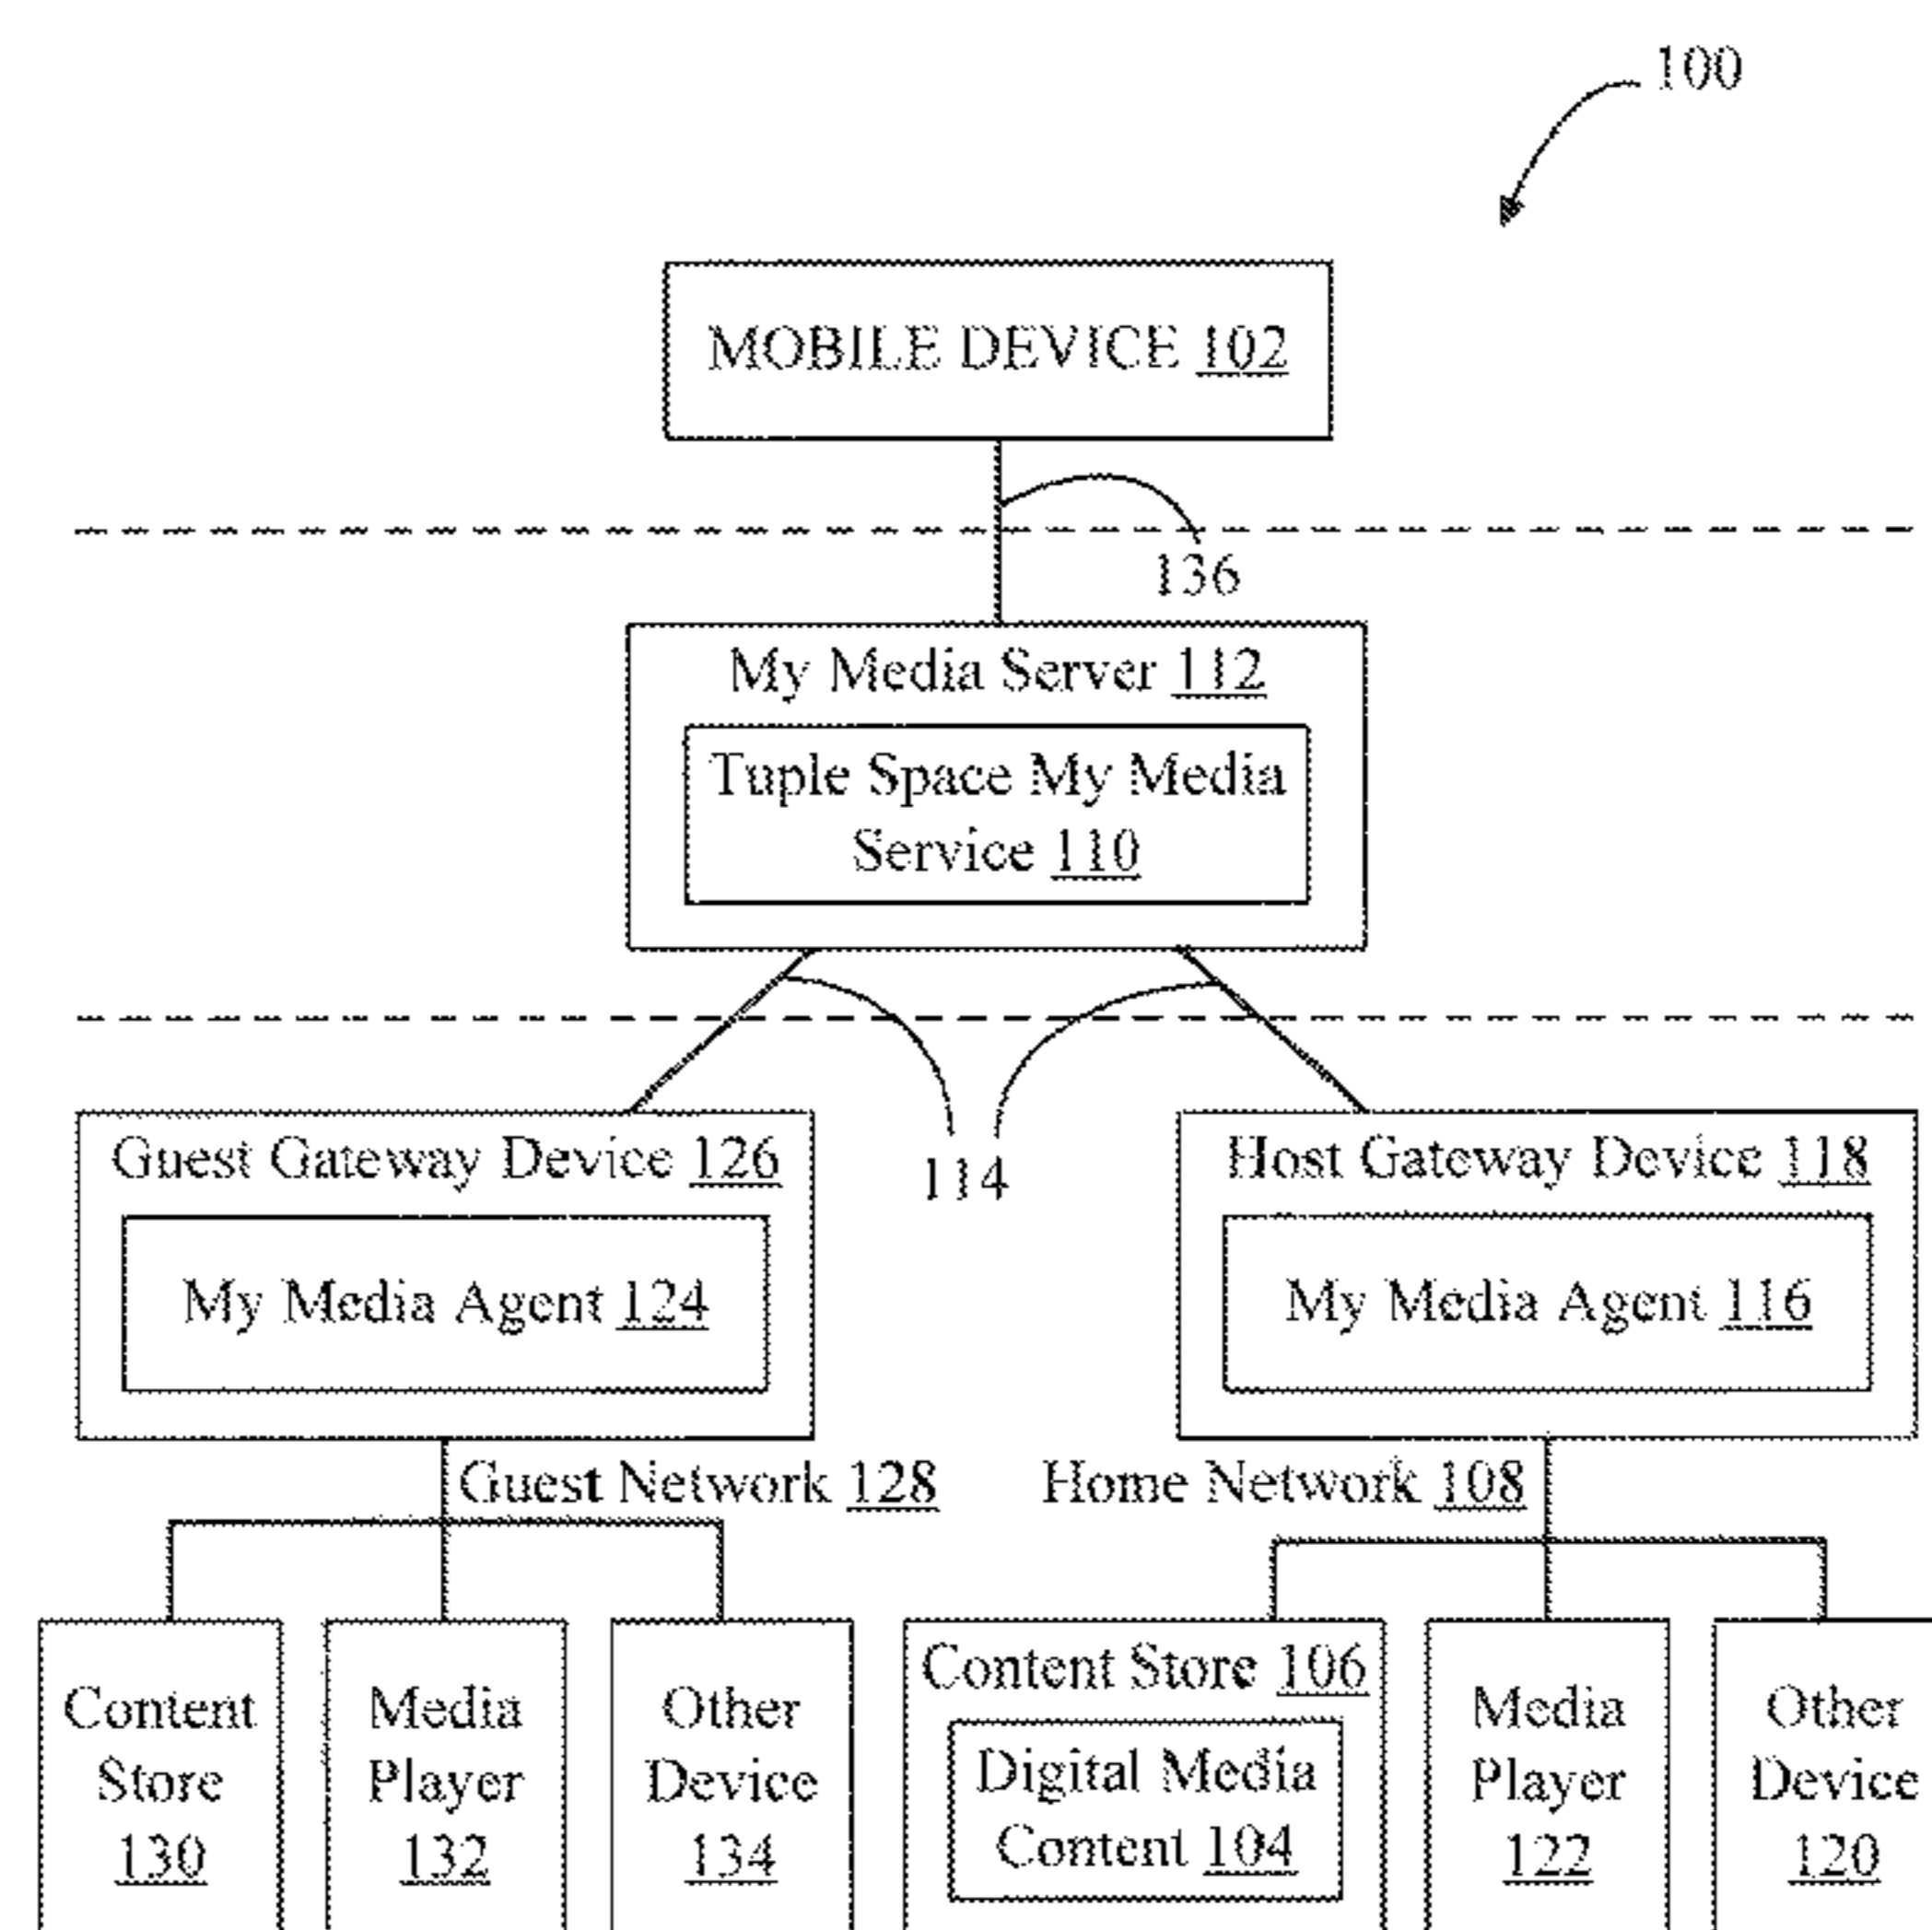 100
MOBILE DEVICE 102
136
My Media Server 112
Tuple Space My Media
Service 110
Guest Gateway Device 126
My Media Agent 124
114
Host Gateway Device 118
My Media Agent 116
Guest Network 128
Home Network 108
Content
Store
130
Media
Player
132
Other
Device
134
Content Store 106
Digital Media
Content 104
Media
Player
122
Other
Device
120